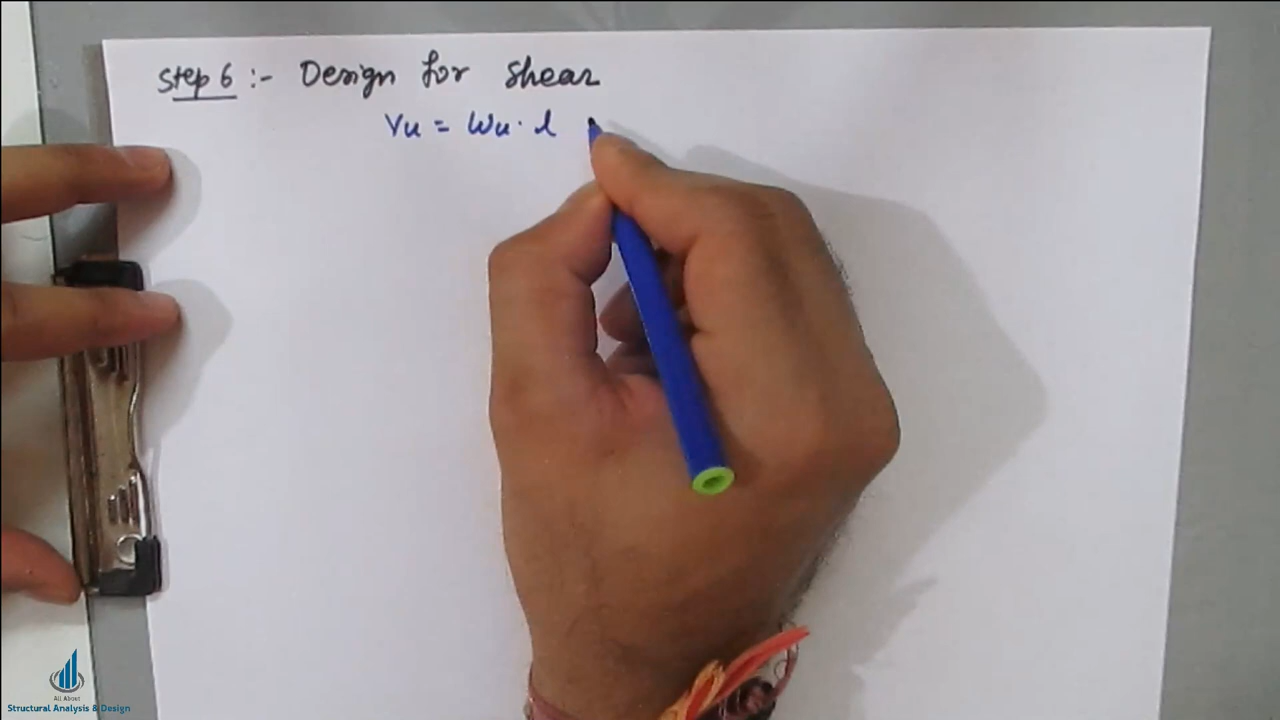 Step 6 :- Design for Shear
Vu = Wu · l
All About
Structural Analysis & Design